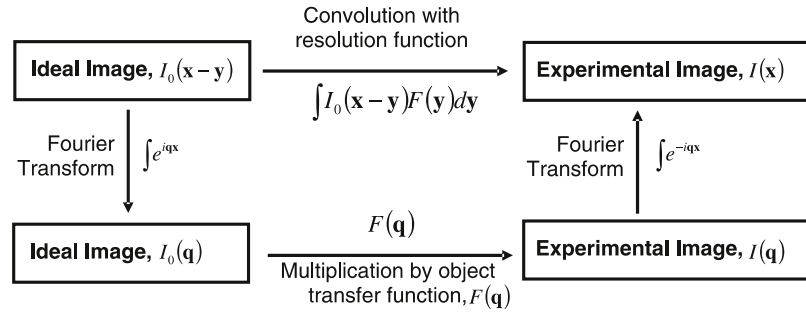 Convolution with
resolution function
Ideal Image, I₀(x − y)
Experimental Image, I(x)
∫I₀(x − y)F(y)dy
Fourier
Transform
∫e^{iqx}
Fourier
Transform
∫e^{−iqx}
F(q)
Ideal Image, I₀(q)
Experimental Image, I(q)
Multiplication by object
transfer function, F(q)